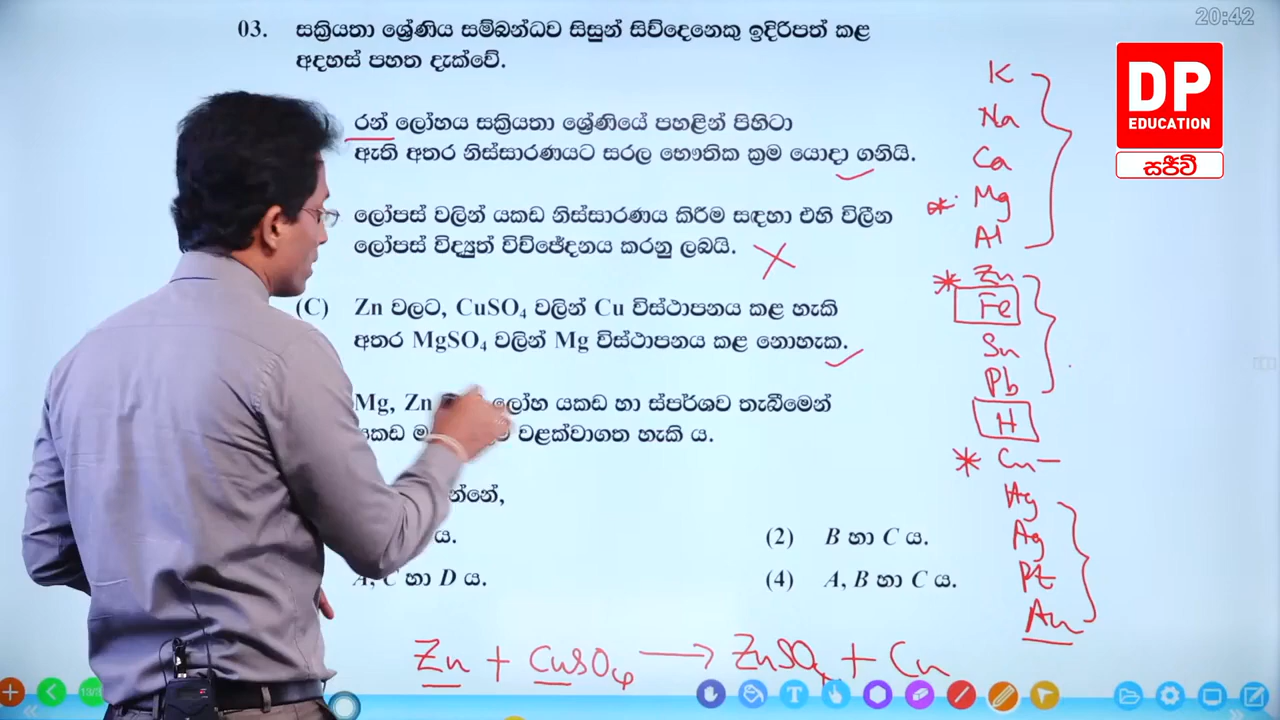 20:42
03. සක්‍රියතා ශ්‍රේණිය සම්බන්ධව සිසුන් සිව්දෙනෙකු ඉදිරිපත් කළ
අදහස් පහත දැක්වේ.
රන් ලෝහය සක්‍රියතා ශ්‍රේණියේ පහළින් පිහිටා
ඇති අතර නිස්සාරණයට සරල භෞතික ක්‍රම යොදා ගනියි.
ලෝපස් වලින් යකඩ නිස්සාරණය කිරීම සඳහා එහි විලීන
ලෝපස් විද්‍යුත් විච්ඡේදනය කරනු ලබයි.
(C) Zn වලට, CuSO₄ වලින් Cu විස්ථාපනය කළ හැකි
අතර MgSO₄ වලින් Mg විස්ථාපනය කළ නොහැක.
Mg, Zn ලෝහ යකඩ හා ස්පර්ශව තැබීමෙන්
වළක්වාගත හැකි ය.
ය.
(2) B හා C ය.
A, C හා D ය.
(4) A, B හා C ය.
Zn + CuSO₄ → ZnSO₄ + Cu
K
Na
Ca
Mg
Al
Zn
Fe
Sn
Pb
H
Cu
Hg
Ag
Pt
Au
DP
EDUCATION
සජීවී
13/3